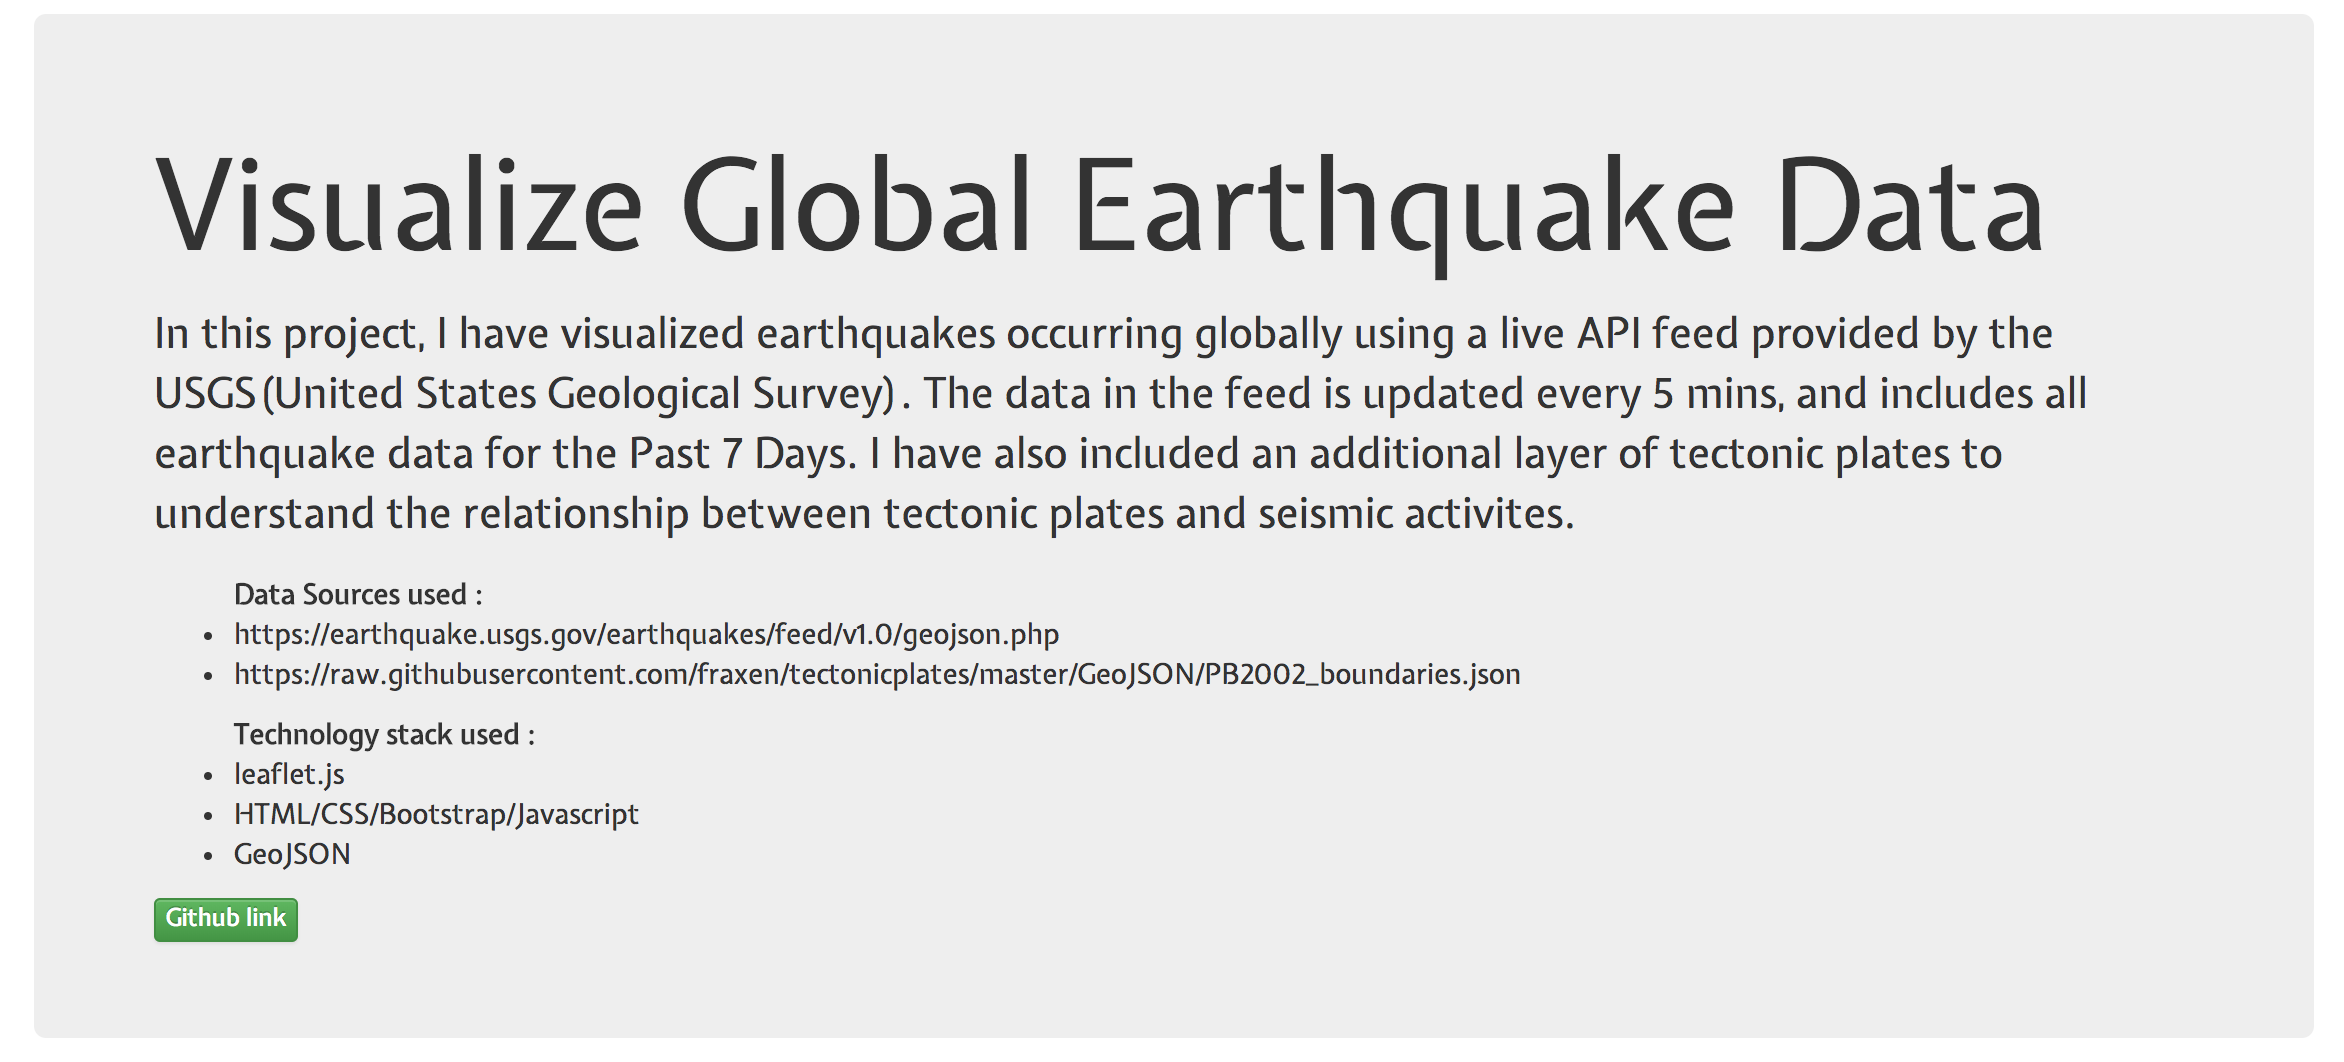 Visualize Global Earthquake Data
In this project, I have visualized earthquakes occurring globally using a live API feed provided by the
USGS(United States Geological Survey) . The data in the feed is updated every 5 mins, and includes all
earthquake data for the Past 7 Days. I have also included an additional layer of tectonic plates to
understand the relationship between tectonic plates and seismic activites.
Data Sources used :
• https://earthquake.usgs.gov/earthquakes/feed/v1.0/geojson.php
• https://raw.githubusercontent.com/fraxen/tectonicplates/master/GeoJSON/PB2002_boundaries.json
Technology stack used :
• leaflet.js
• HTML/CSS/Bootstrap/Javascript
• GeoJSON
Github link